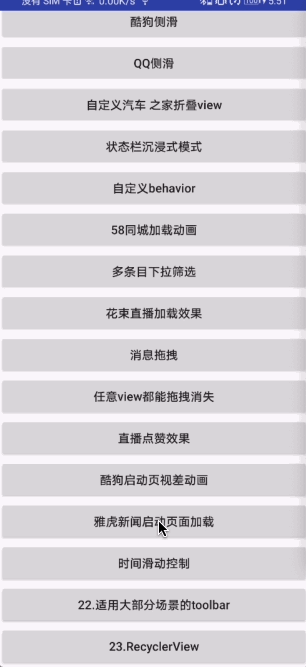 没有 SIM 卡 0.00K/s 100 5:51
酷狗侧滑
QQ侧滑
自定义汽车 之家折叠view
状态栏沉浸式模式
自定义behavior
58同城加载动画
多条目下拉筛选
花束直播加载效果
消息拖拽
任意view都能拖拽消失
直播点赞效果
酷狗启动页视差动画
雅虎新闻启动页面加载
时间滑动控制
22.适用大部分场景的toolbar
23.RecyclerView